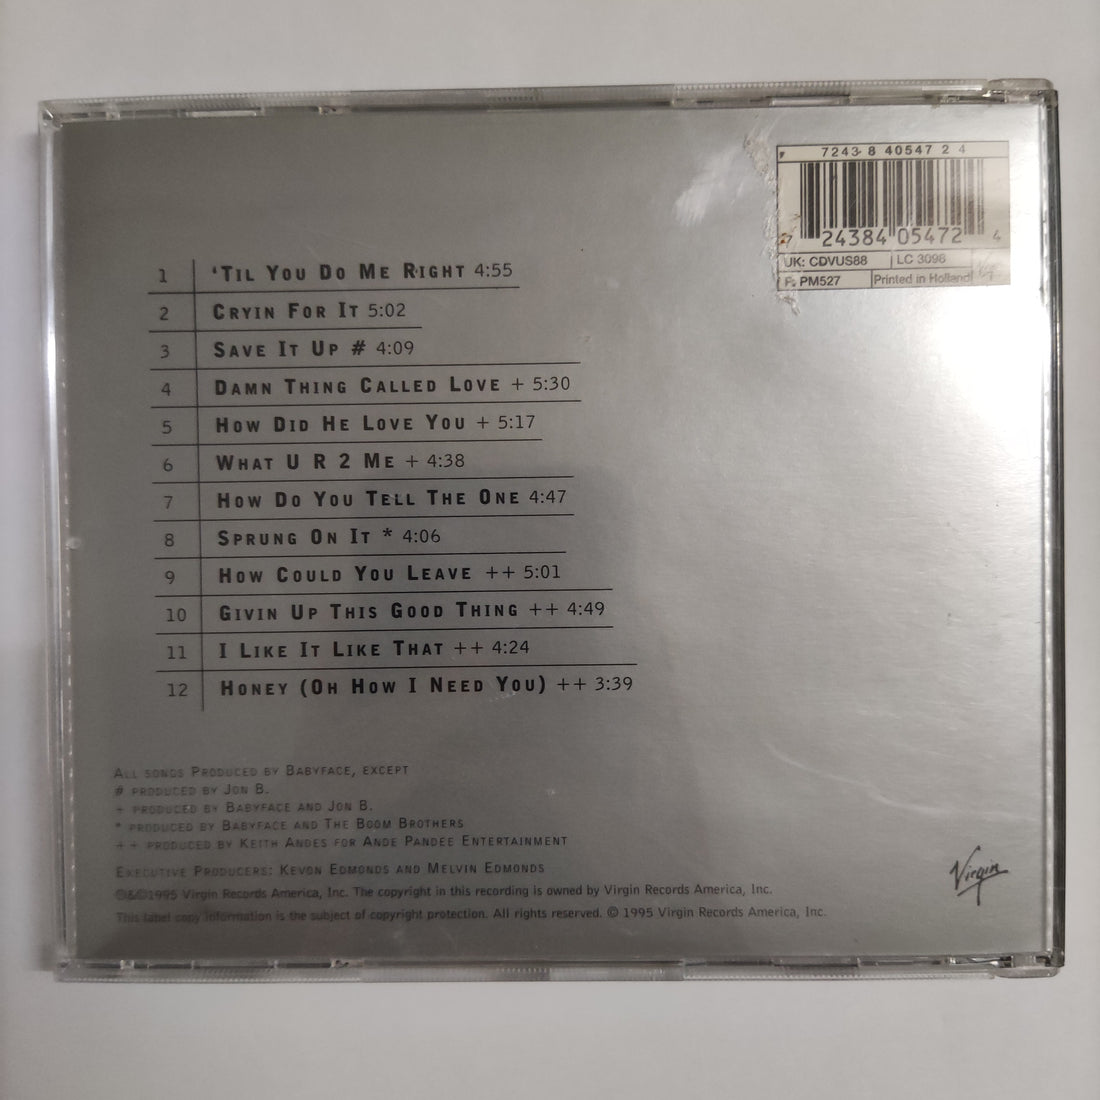 7243 8 40547 2 4
7 24384 05472 4
UK: CDVUS88 LC 3098
F: PM527 Printed in Holland
1 ‘Til You Do Me Right 4:55
2 Cryin For It 5:02
3 Save It Up # 4:09
4 Damn Thing Called Love + 5:30
5 How Did He Love You + 5:17
6 What U R 2 Me + 4:38
7 How Do You Tell The One 4:47
8 Sprung On It * 4:06
9 How Could You Leave ++ 5:01
10 Givin Up This Good Thing ++ 4:49
11 I Like It Like That ++ 4:24
12 Honey (Oh How I Need You) ++ 3:39
All songs Produced by Babyface, except
# produced by Jon B.
+ produced by Babyface and Jon B.
* produced by Babyface and The Boom Brothers
++ produced by Keith Andes for Ande Pandee Entertainment
Executive Producers: Kevon Edmonds and Melvin Edmonds
℗&©1995 Virgin Records America, Inc. The copyright in this recording is owned by Virgin Records America, Inc.
This label copy information is the subject of copyright protection. All rights reserved. © 1995 Virgin Records America, Inc.
Virgin